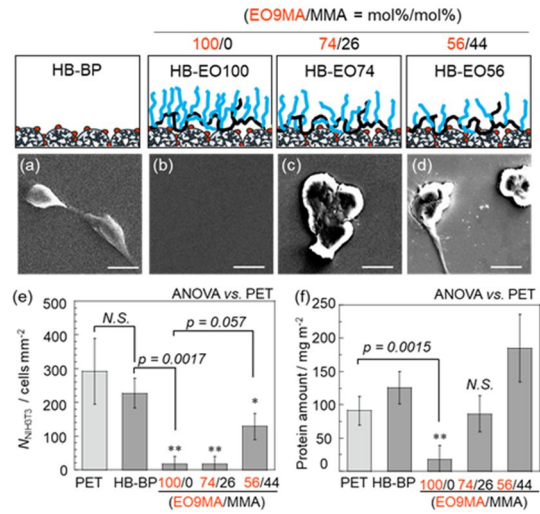 (EO9MA/MMA = mol%/mol%)
100/0 74/26 56/44
HB-BP HB-EO100 HB-EO74 HB-EO56
(a) (b) (c) (d)
(e) ANOVA vs. PET
500
400
300
200
100
0
N.S.
p = 0.057
p = 0.0017
** ** *
NNIH3T3 / cells mm-2
PET HB-BP 100/0 74/26 56/44
(EO9MA/MMA)
(f) ANOVA vs. PET
250
200
150
100
50
0
p = 0.0015
N.S.
**
Protein amount / mg m-2
PET HB-BP 100/0 74/26 56/44
(EO9MA/MMA)